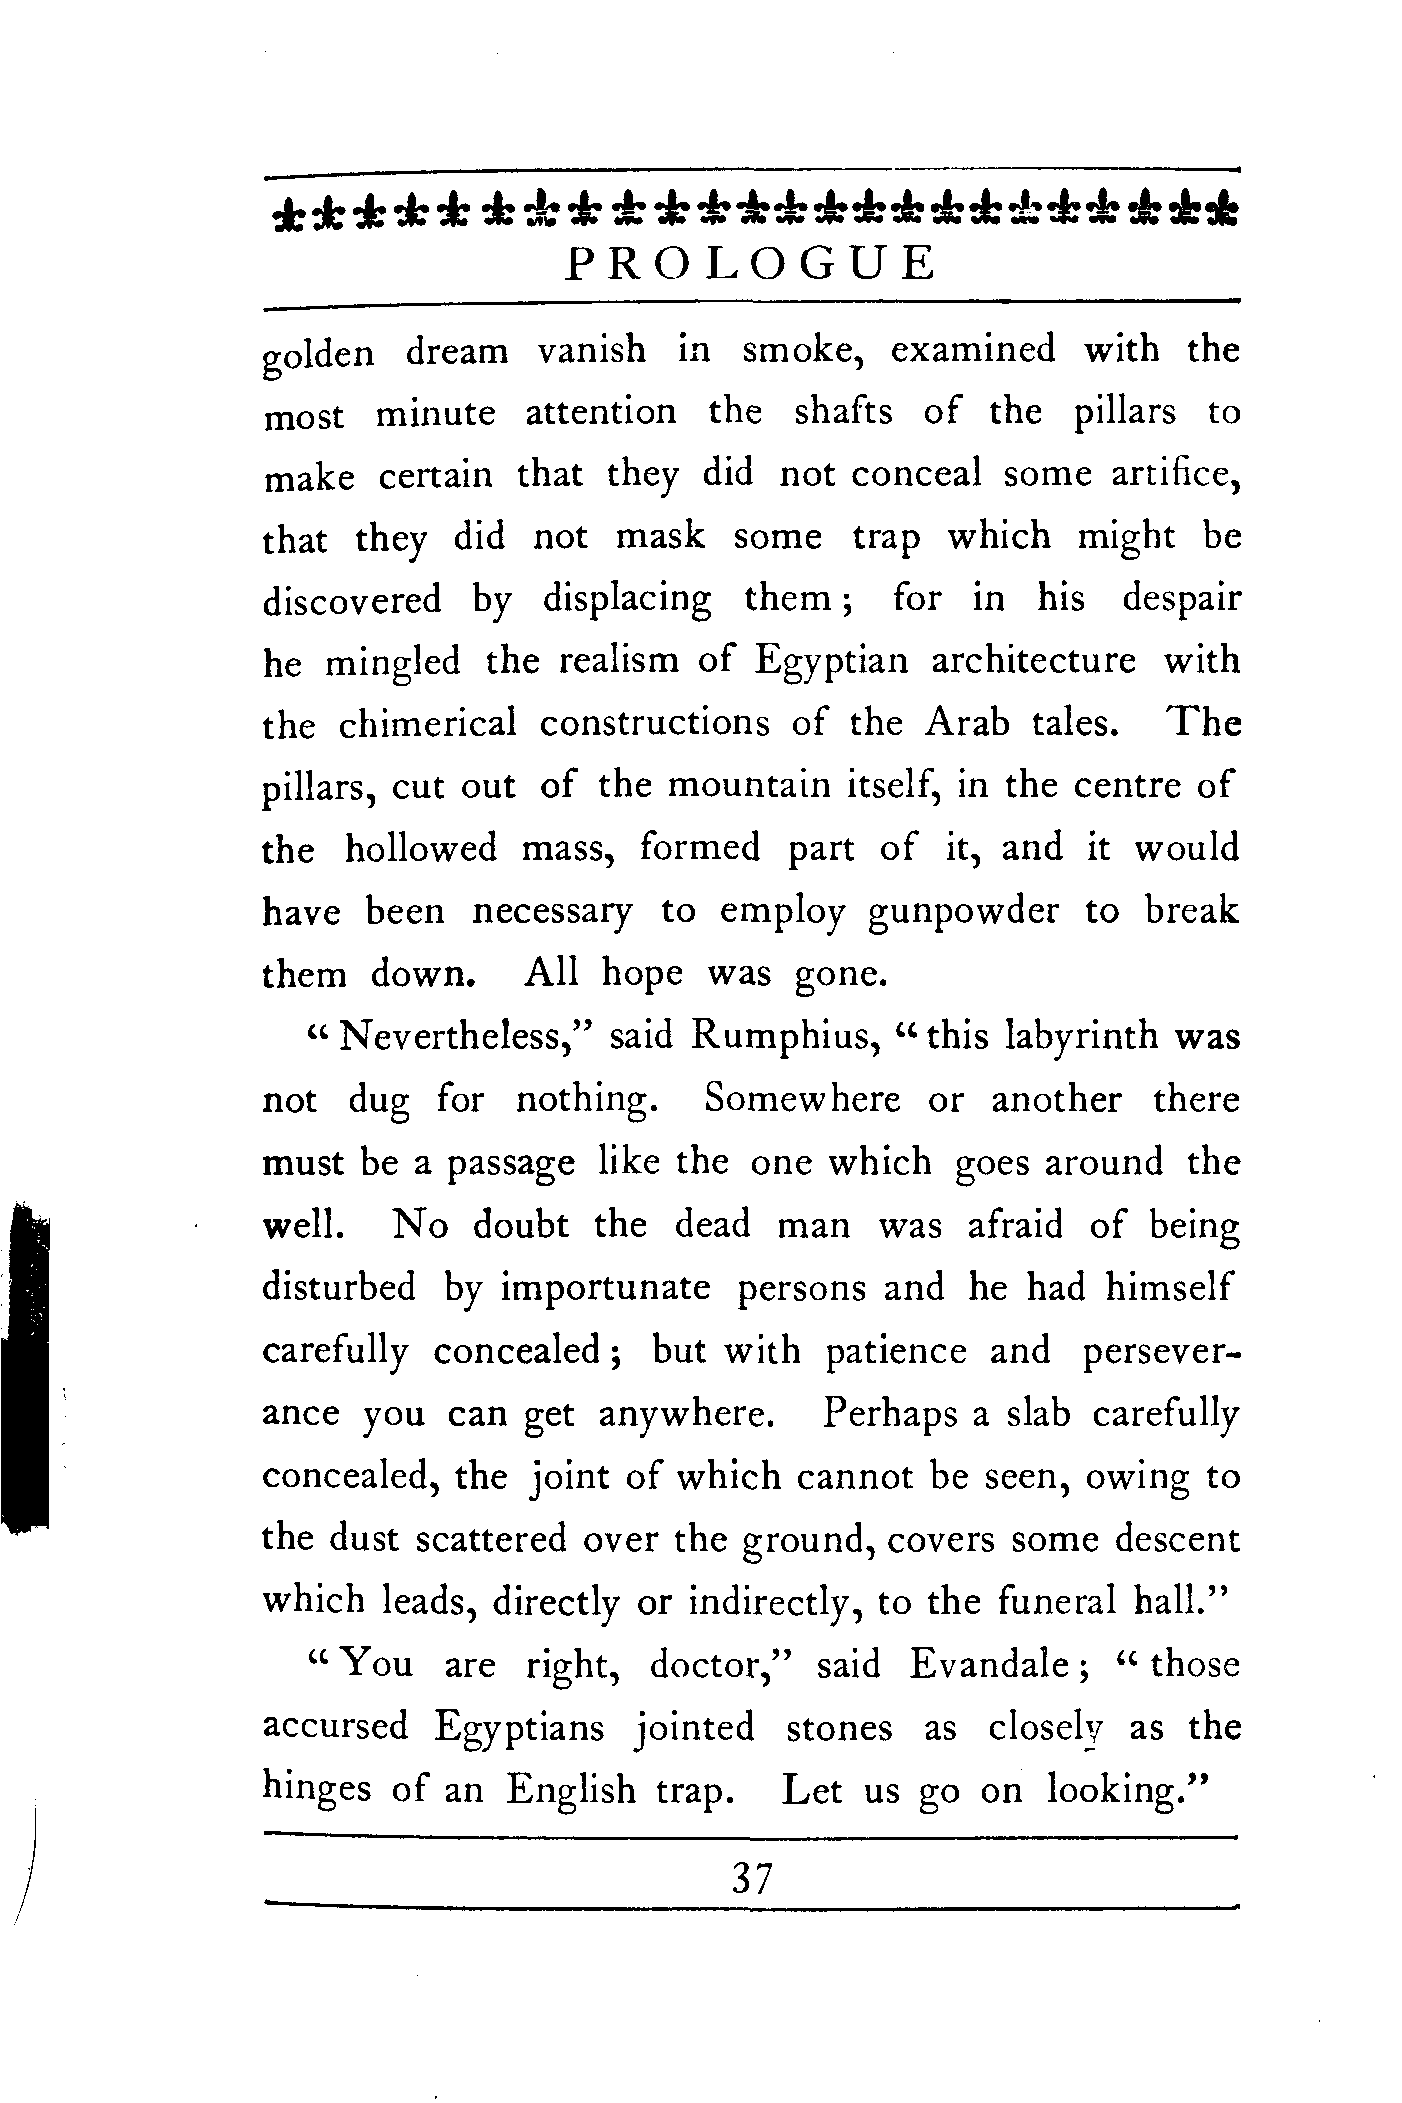 PROLOGUE
golden dream vanish in smoke, examined with the
most minute attention the shafts of the pillars to
make certain that they did not conceal some artifice,
that they did not mask some trap which might be
discovered by displacing them; for in his despair
he mingled the realism of Egyptian architecture with
the chimerical constructions of the Arab tales. The
pillars, cut out of the mountain itself, in the centre of
the hollowed mass, formed part of it, and it would
have been necessary to employ gunpowder to break
them down. All hope was gone.
“Nevertheless,” said Rumphius, “this labyrinth was
not dug for nothing. Somewhere or another there
must be a passage like the one which goes around the
well. No doubt the dead man was afraid of being
disturbed by importunate persons and he had himself
carefully concealed; but with patience and persever-
ance you can get anywhere. Perhaps a slab carefully
concealed, the joint of which cannot be seen, owing to
the dust scattered over the ground, covers some descent
which leads, directly or indirectly, to the funeral hall.”
“You are right, doctor,” said Evandale; “those
accursed Egyptians jointed stones as closely as the
hinges of an English trap. Let us go on looking.”
37